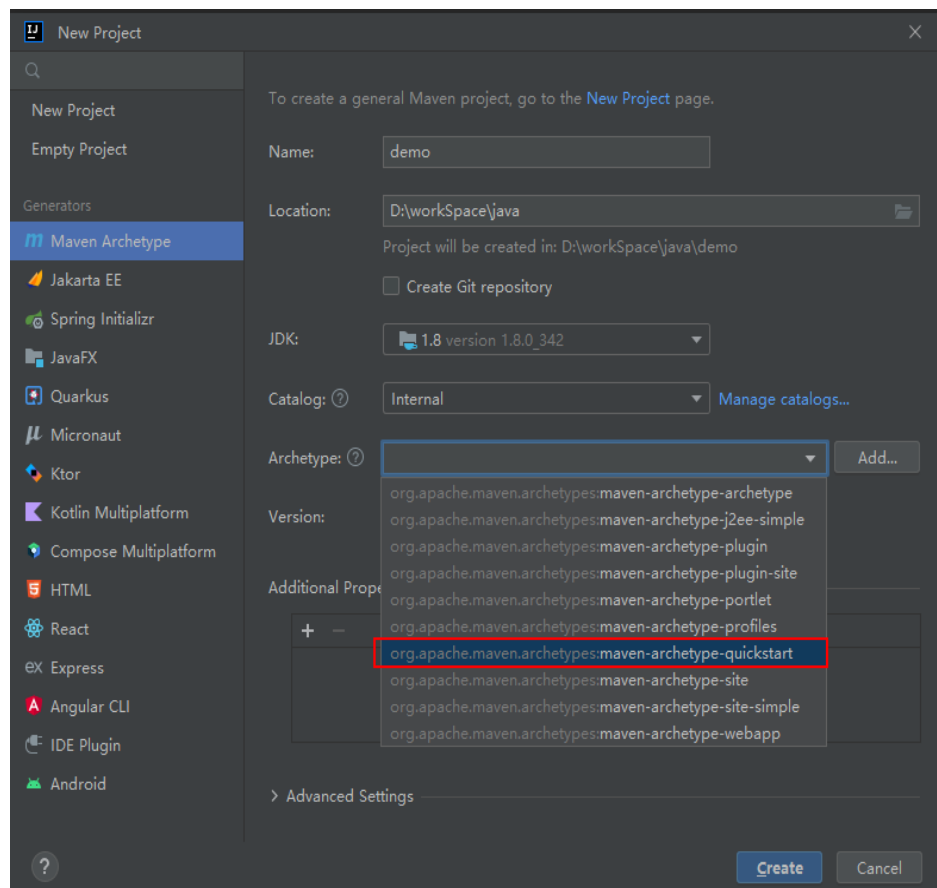 New Project
New Project
Empty Project
Generators
Maven Archetype
Jakarta EE
Spring Initializr
JavaFX
Quarkus
Micronaut
Ktor
Kotlin Multiplatform
Compose Multiplatform
HTML
React
Express
Angular CLI
IDE Plugin
Android
To create a general Maven project, go to the New Project page.
Name: demo
Location: D:\workSpace\java
Project will be created in: D:\workSpace\java\demo
Create Git repository
JDK: 1.8 version 1.8.0_342
Catalog: Internal Manage catalogs...
Archetype: Add...
org.apache.maven.archetypes:maven-archetype-archetype
org.apache.maven.archetypes:maven-archetype-j2ee-simple
org.apache.maven.archetypes:maven-archetype-plugin
org.apache.maven.archetypes:maven-archetype-plugin-site
org.apache.maven.archetypes:maven-archetype-portlet
org.apache.maven.archetypes:maven-archetype-profiles
org.apache.maven.archetypes:maven-archetype-quickstart
org.apache.maven.archetypes:maven-archetype-site
org.apache.maven.archetypes:maven-archetype-site-simple
org.apache.maven.archetypes:maven-archetype-webapp
Version:
Additional Prope
Advanced Settings
? Create Cancel